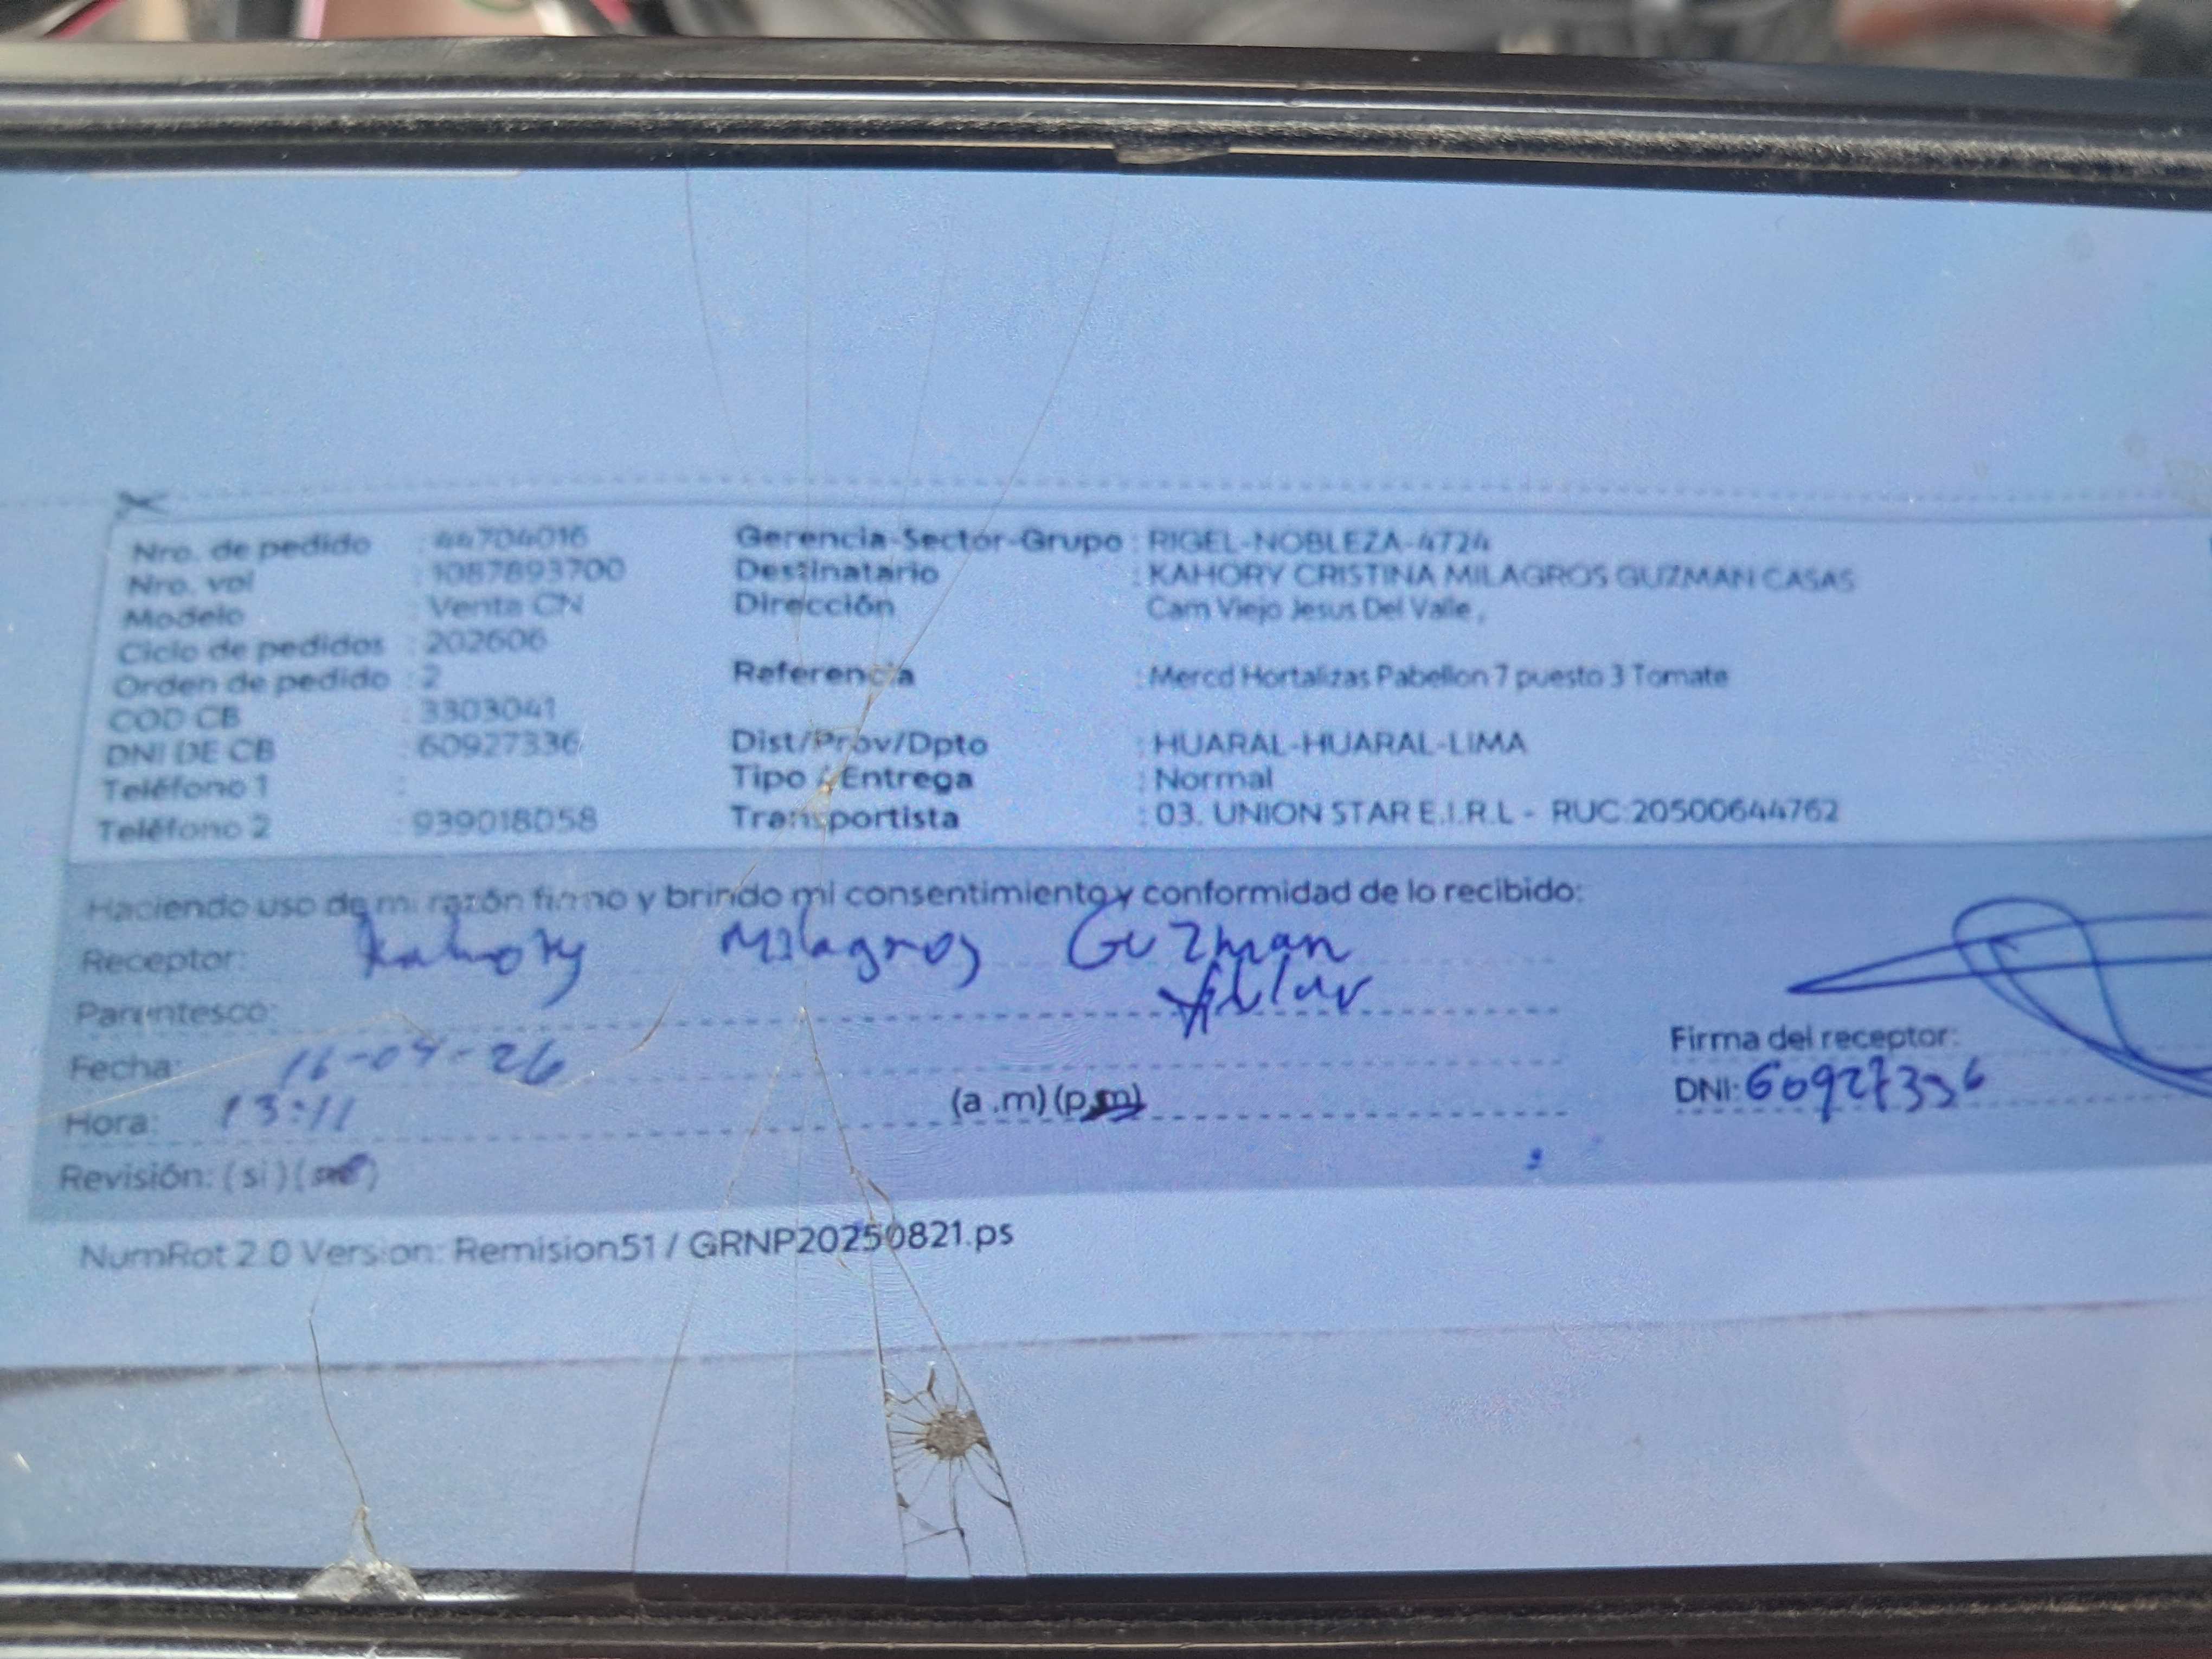 Nro. de pedido : 44704016
Nro. vol : 1087893700
Modelo : Venta CN
Ciclo de pedidos : 202606
Orden de pedido : 2
COD CB : 3303041
DNI DE CB : 60927336
Teléfono 1 :
Teléfono 2 : 939018058
Gerencia-Sector-Grupo : RIGEL-NOBLEZA-4724
Destinatario : KAHORY CRISTINA MILAGROS GUZMAN CASAS
Dirección Cam Viejo Jesus Del Valle ,
Referencia : Mercd Hortalizas Pabellon 7 puesto 3 Tomate
Dist/Prov/Dpto : HUARAL-HUARAL-LIMA
Tipo / Entrega : Normal
Transportista : 03. UNION STAR E.I.R.L - RUC:20500644762
Haciendo uso de mi razón firmo y brindo mi consentimiento y conformidad de lo recibido:
Receptor: Kahory Milagros Guzman
Parentesco: titular
Fecha: 16-04-26
Hora: 13:11 (a .m) (p.m)
Revisión: (si) (no)
Firma del receptor:
DNI: 60927336
NumRot 2.0 Version: Remision51 / GRNP20250821.ps